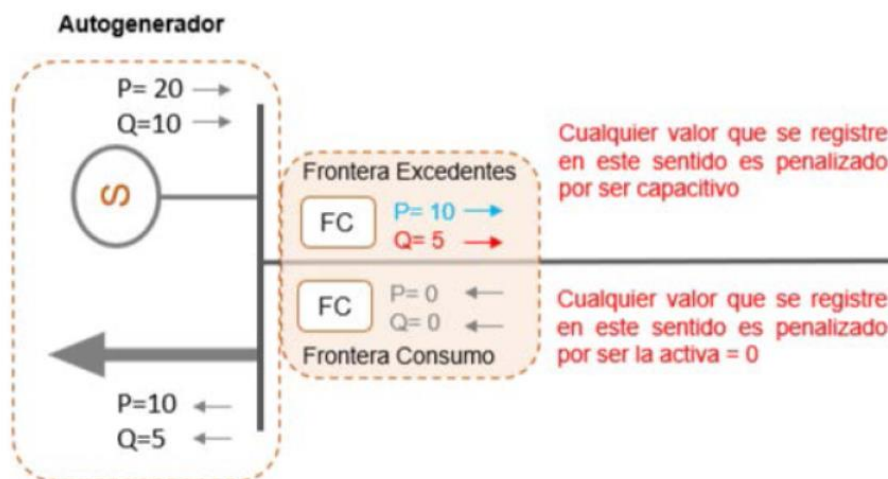 Autogenerador
P= 20
Q=10
S
Frontera Excedentes
FC
P= 10
Q= 5
Cualquier valor que se registre
en este sentido es penalizado
por ser capacitivo
FC
P= 0
Q= 0
Frontera Consumo
Cualquier valor que se registre
en este sentido es penalizado
por ser la activa = 0
P=10
Q=5